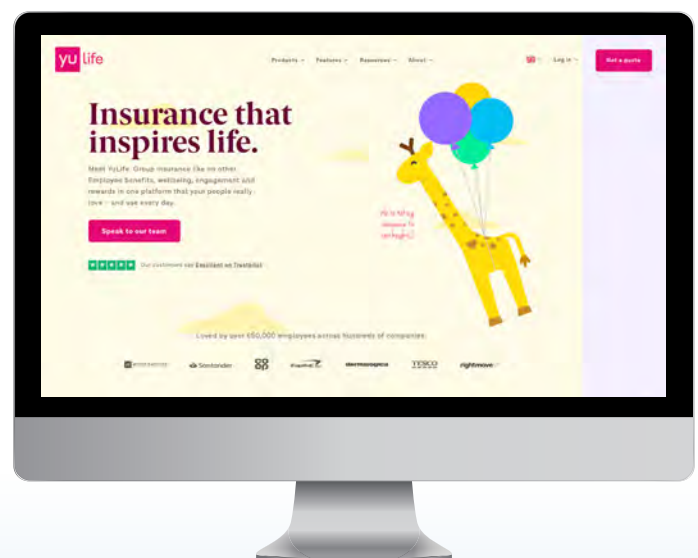 yu life
Products Features Resources About
Log in
Get a quote
Insurance that
inspires life.
Meet YuLife. Group insurance like no other.
Employee benefits, wellbeing, engagement and
rewards in one platform that your people really
love – and use every day.
Speak to our team
Our customers say Excellent on Trustpilot
Loved by over 650,000 employees across hundreds of companies.
Santander
Capital One
dermalogica
TESCO
rightmove